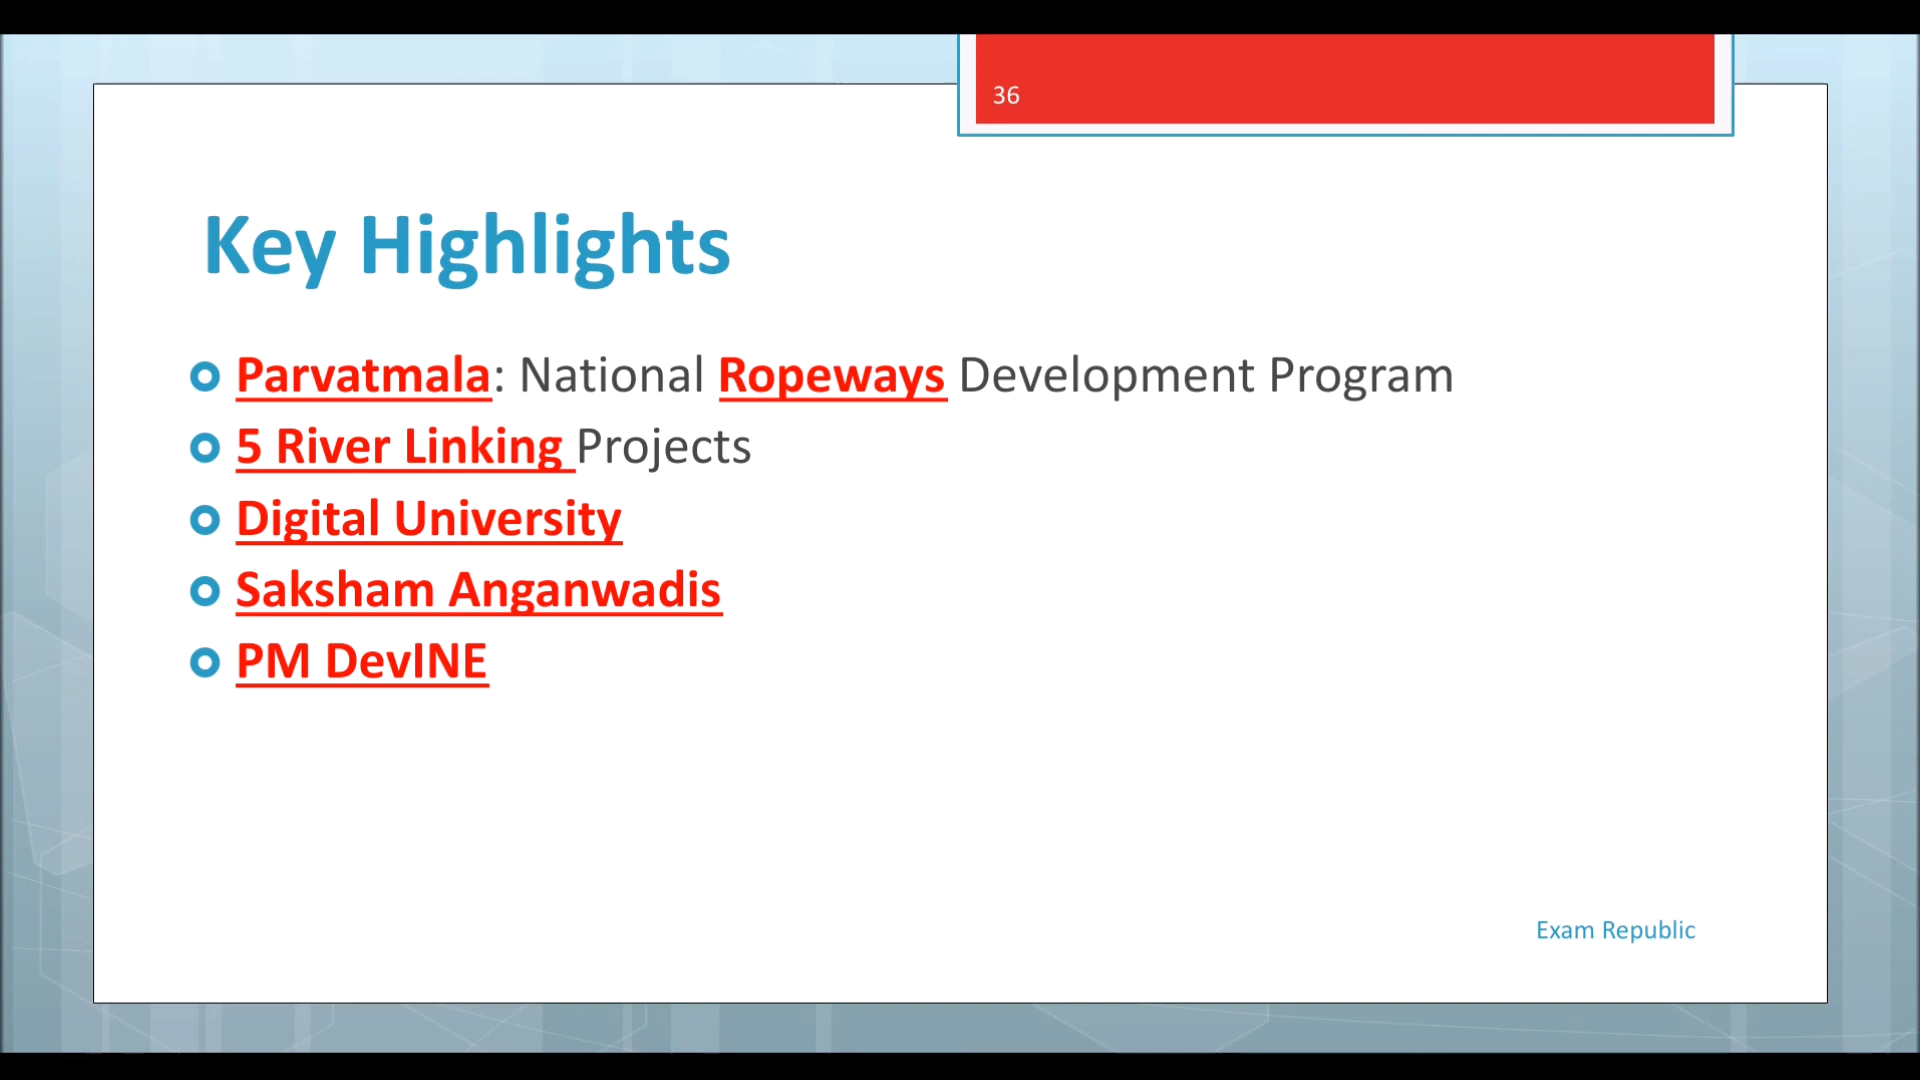 36
Key Highlights
Parvatmala: National Ropeways Development Program
5 River Linking Projects
Digital University
Saksham Anganwadis
PM DevINE
Exam Republic